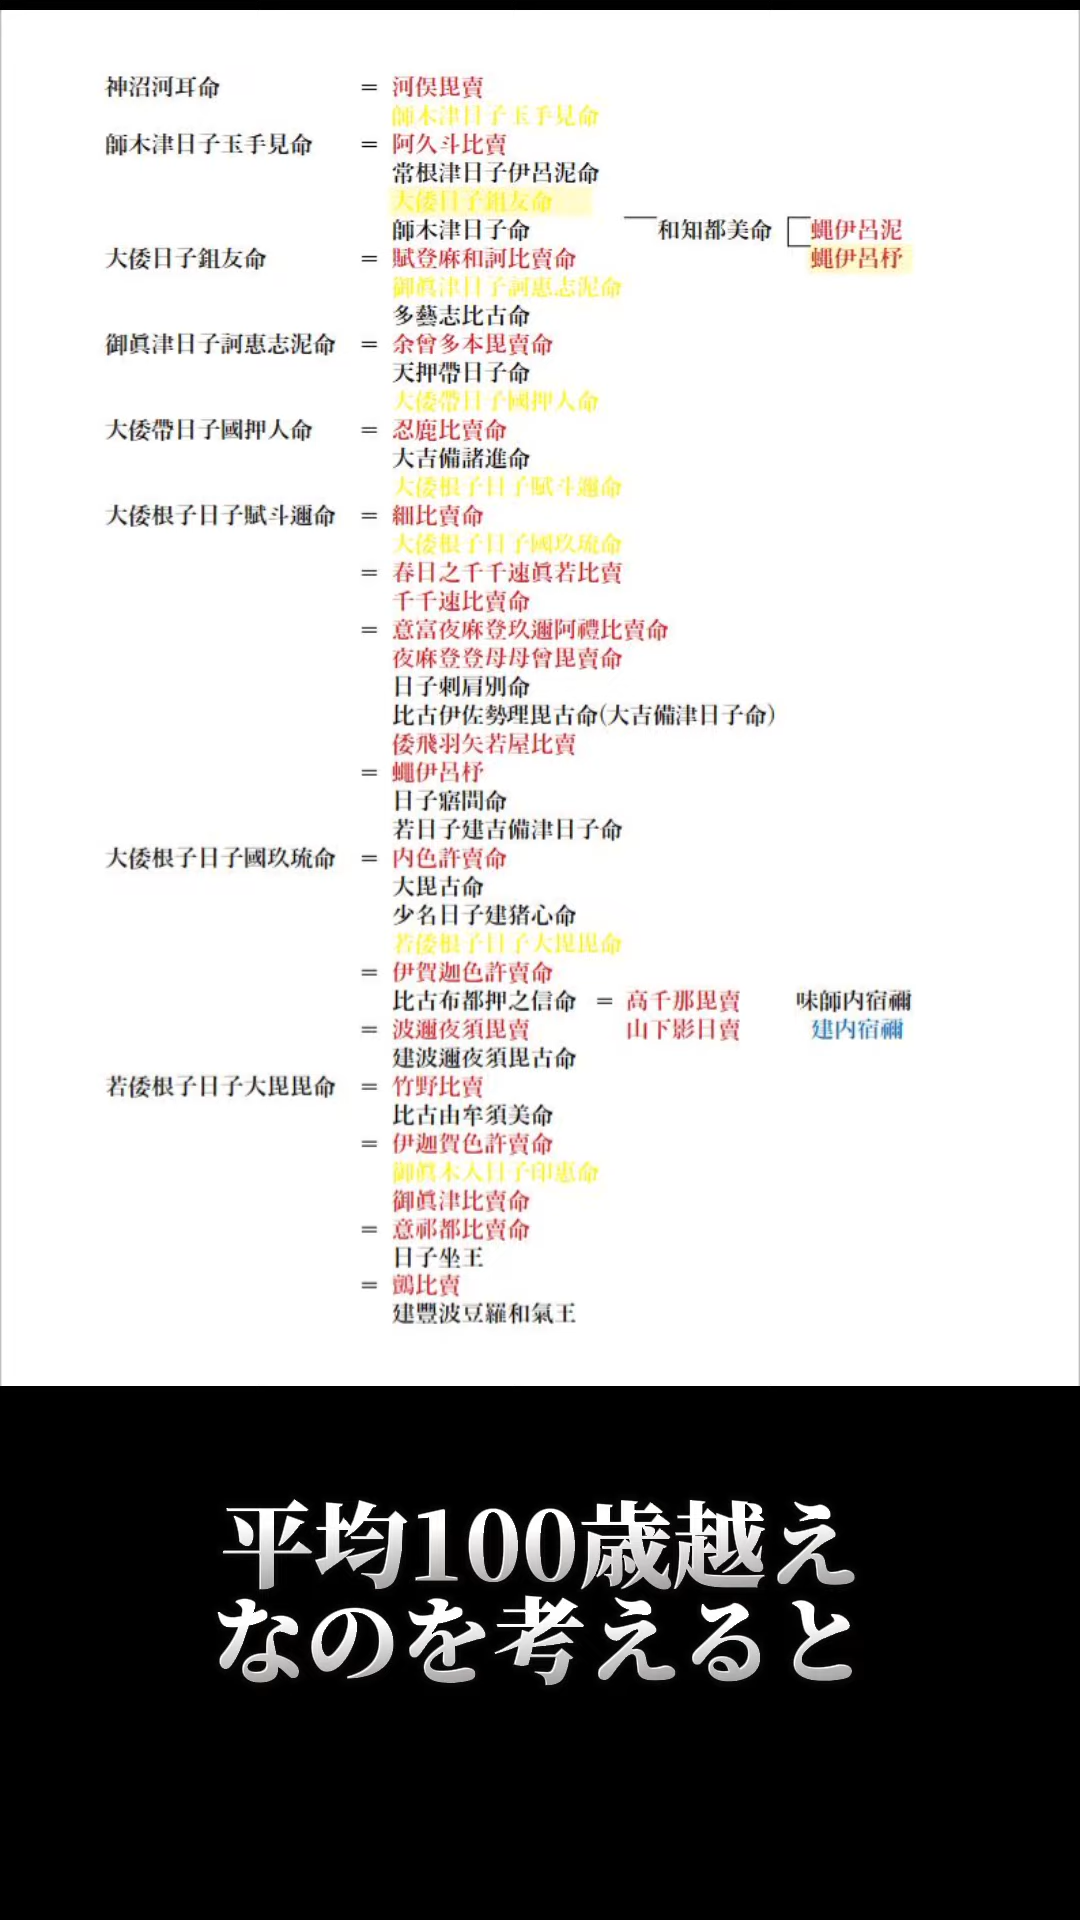 神沼河耳命 = 河俣毘賣
師木津日子玉手見命
師木津日子玉手見命 = 阿久斗比賣
常根津日子伊呂泥命
大倭日子鉏友命
師木津日子命 和知都美命 蠅伊呂泥
大倭日子鉏友命 = 賦登麻和訶比賣命 蠅伊呂杼
御眞津日子訶惠志泥命
多藝志比古命
御眞津日子訶惠志泥命 = 余曾多本毘賣命
天押帶日子命
大倭帶日子國押人命
大倭帶日子國押人命 = 忍鹿比賣命
大吉備諸進命
大倭根子日子賦斗邇命
大倭根子日子賦斗邇命 = 細比賣命
大倭根子日子國玖琉命
= 春日之千千速眞若比賣
千千速比賣命
= 意富夜麻登玖邇阿禮比賣命
夜麻登登母母曾毘賣命
日子刺肩別命
比古伊佐勢理毘古命(大吉備津日子命)
倭飛羽矢若屋比賣
= 蠅伊呂杼
日子寤間命
若日子建吉備津日子命
大倭根子日子國玖琉命 = 内色許賣命
大毘古命
少名日子建猪心命
若倭根子日子大毘毘命
= 伊賀迦色許賣命
比古布都押之信命 = 高千那毘賣 味師内宿禰
= 波邇夜須毘賣 山下影日賣 建内宿禰
建波邇夜須毘古命
若倭根子日子大毘毘命 = 竹野比賣
比古由牟須美命
= 伊迦賀色許賣命
御眞木入日子印惠命
御眞津比賣命
= 意祁都比賣命
日子坐王
= 鸇比賣
建豐波豆羅和氣王
平均100歳越え
なのを考えると